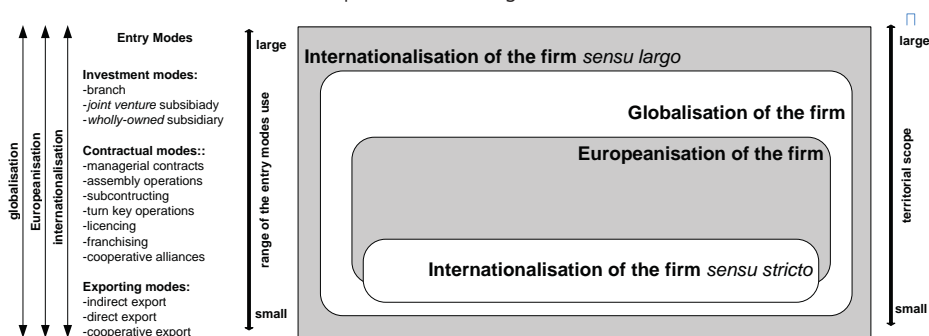 globalisation
Europeanisation
internationalisation
Entry Modes
Investment modes:
-branch
-joint venture subsibiady
-wholly-owned subsidiary
Contractual modes::
-managerial contracts
-assembly operations
-subcontructing
-turn key operations
-licencing
-franchising
-cooperative alliances
Exporting modes:
-indirect export
-direct export
-cooperative export
large
range of the entry modes use
small
Internationalisation of the firm sensu largo
Globalisation of the firm
Europeanisation of the firm
Internationalisation of the firm sensu stricto
large
territorial scope
small